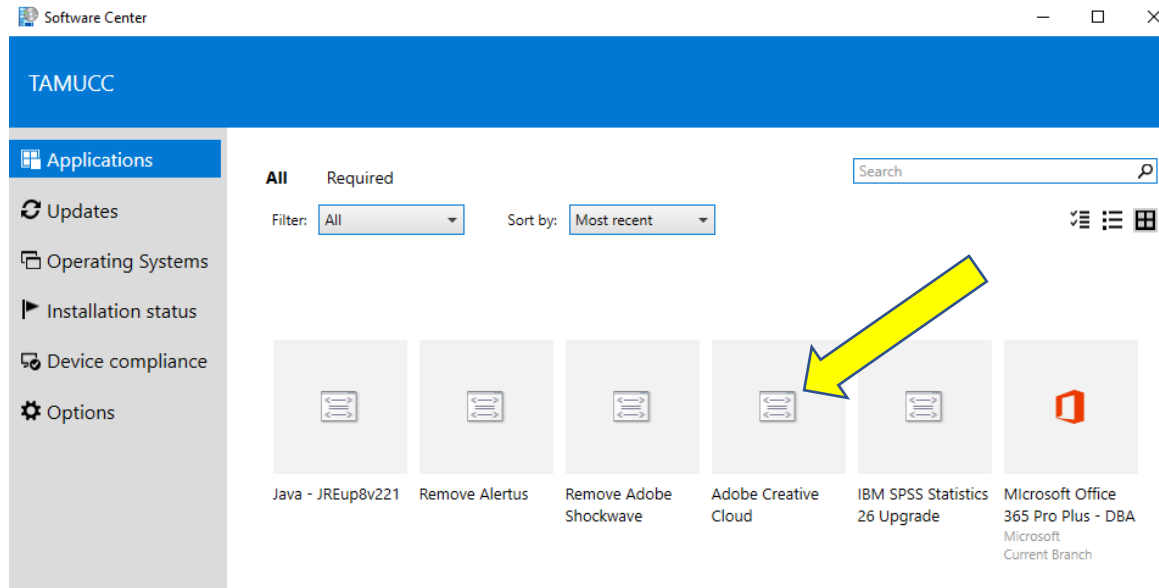 Software Center
TAMUCC
Applications
Updates
Operating Systems
Installation status
Device compliance
Options
All Required
Search
Filter: All Sort by: Most recent
Java - JREup8v221
Remove Alertus
Remove Adobe
Shockwave
Adobe Creative
Cloud
IBM SPSS Statistics
26 Upgrade
MIcrosoft Office
365 Pro Plus - DBA
Microsoft
Current Branch